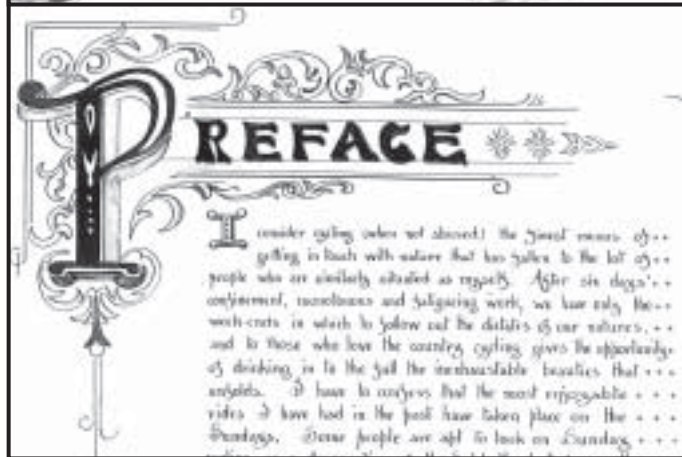 PREFACE
I consider cycling (when not abused) the finest means of
getting in touch with nature that has fallen to the lot of
people who are similarly situated as myself. After six days'
confinement, monotonous and fatiguing work, we have only the
week-ends in which to follow out the dictates of our natures,
and to those who love the country cycling gives the opportunity
of drinking in to the full the inexhaustable beauties that
unfolds. I have to confess that the most enjoyable
rides I have had in the past have taken place on the
Sundays. Some people are apt to look on Sunday